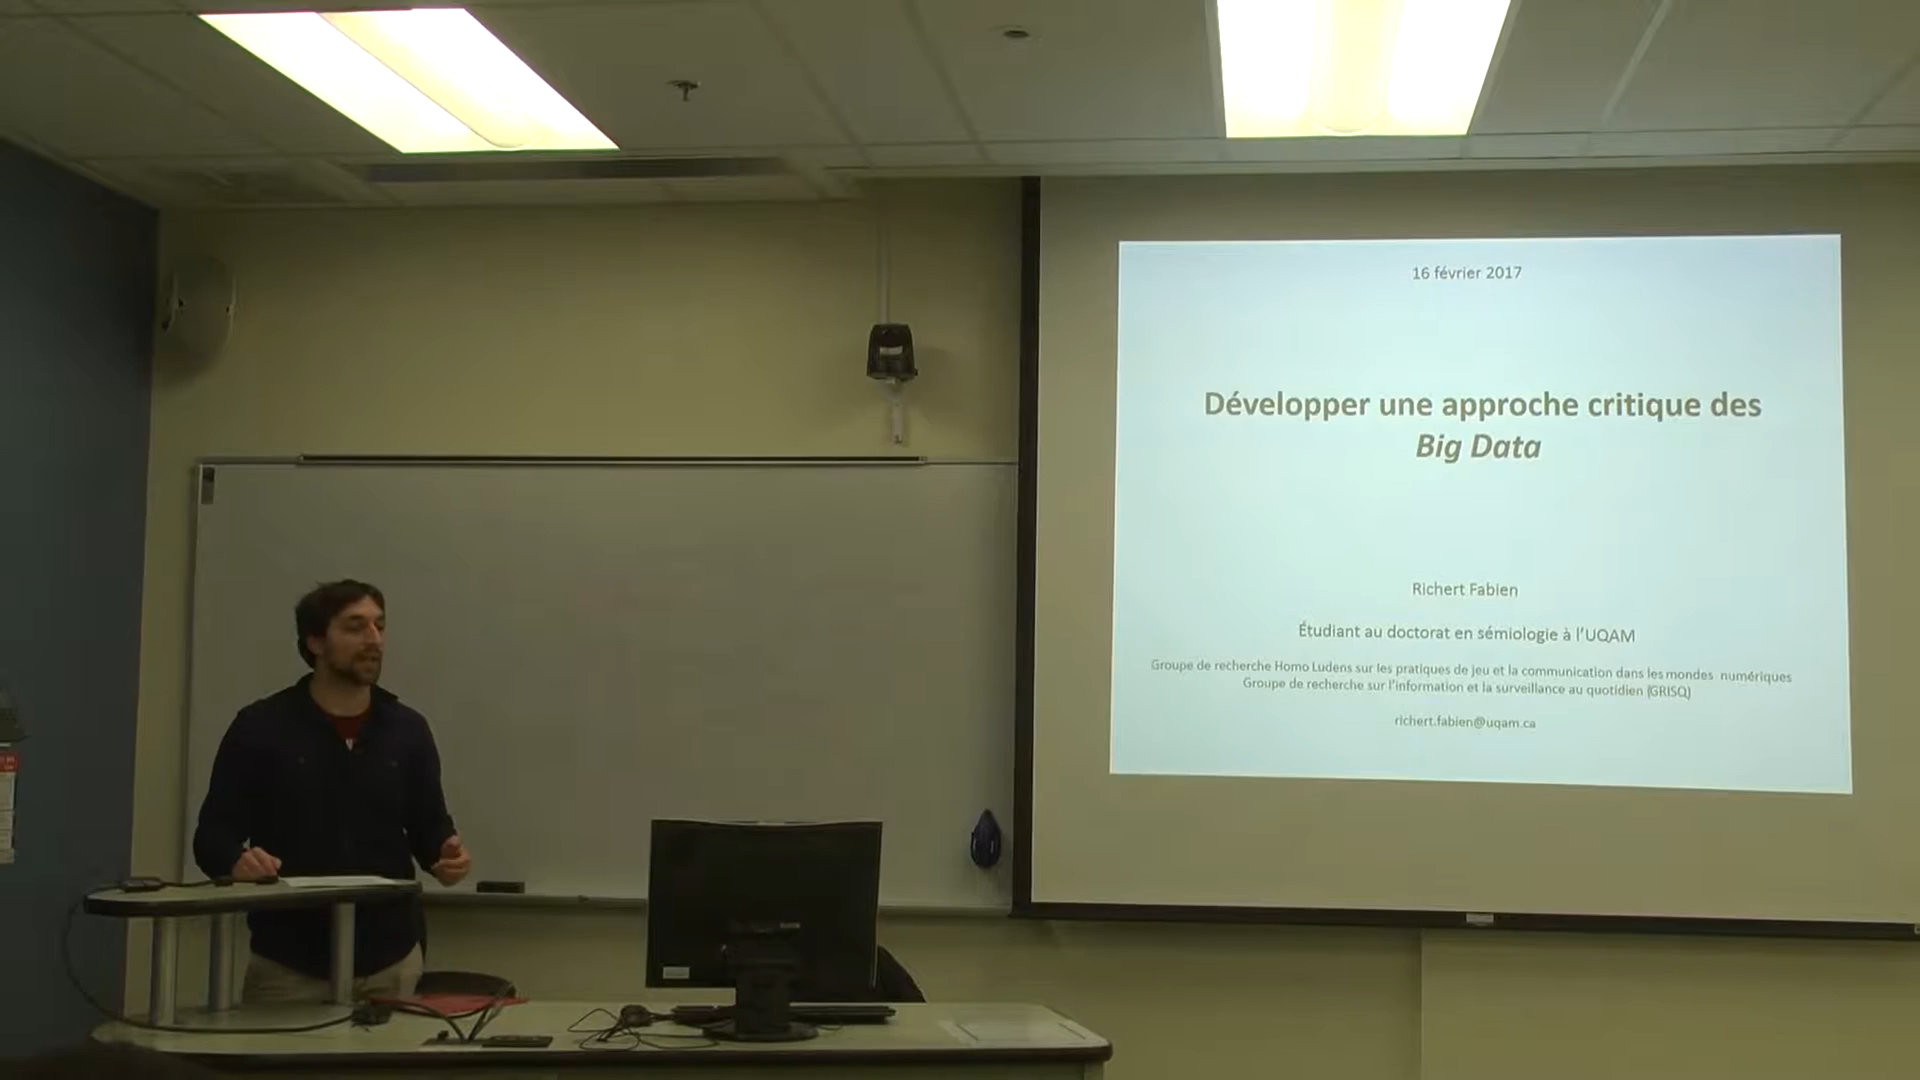 16 février 2017
Développer une approche critique des
Big Data
Richert Fabien
Étudiant au doctorat en sémiologie à l'UQAM
Groupe de recherche Homo Ludens sur les pratiques de jeu et la communication dans les mondes numériques
Groupe de recherche sur l'information et la surveillance au quotidien (GRISQ)
richert.fabien@uqam.ca